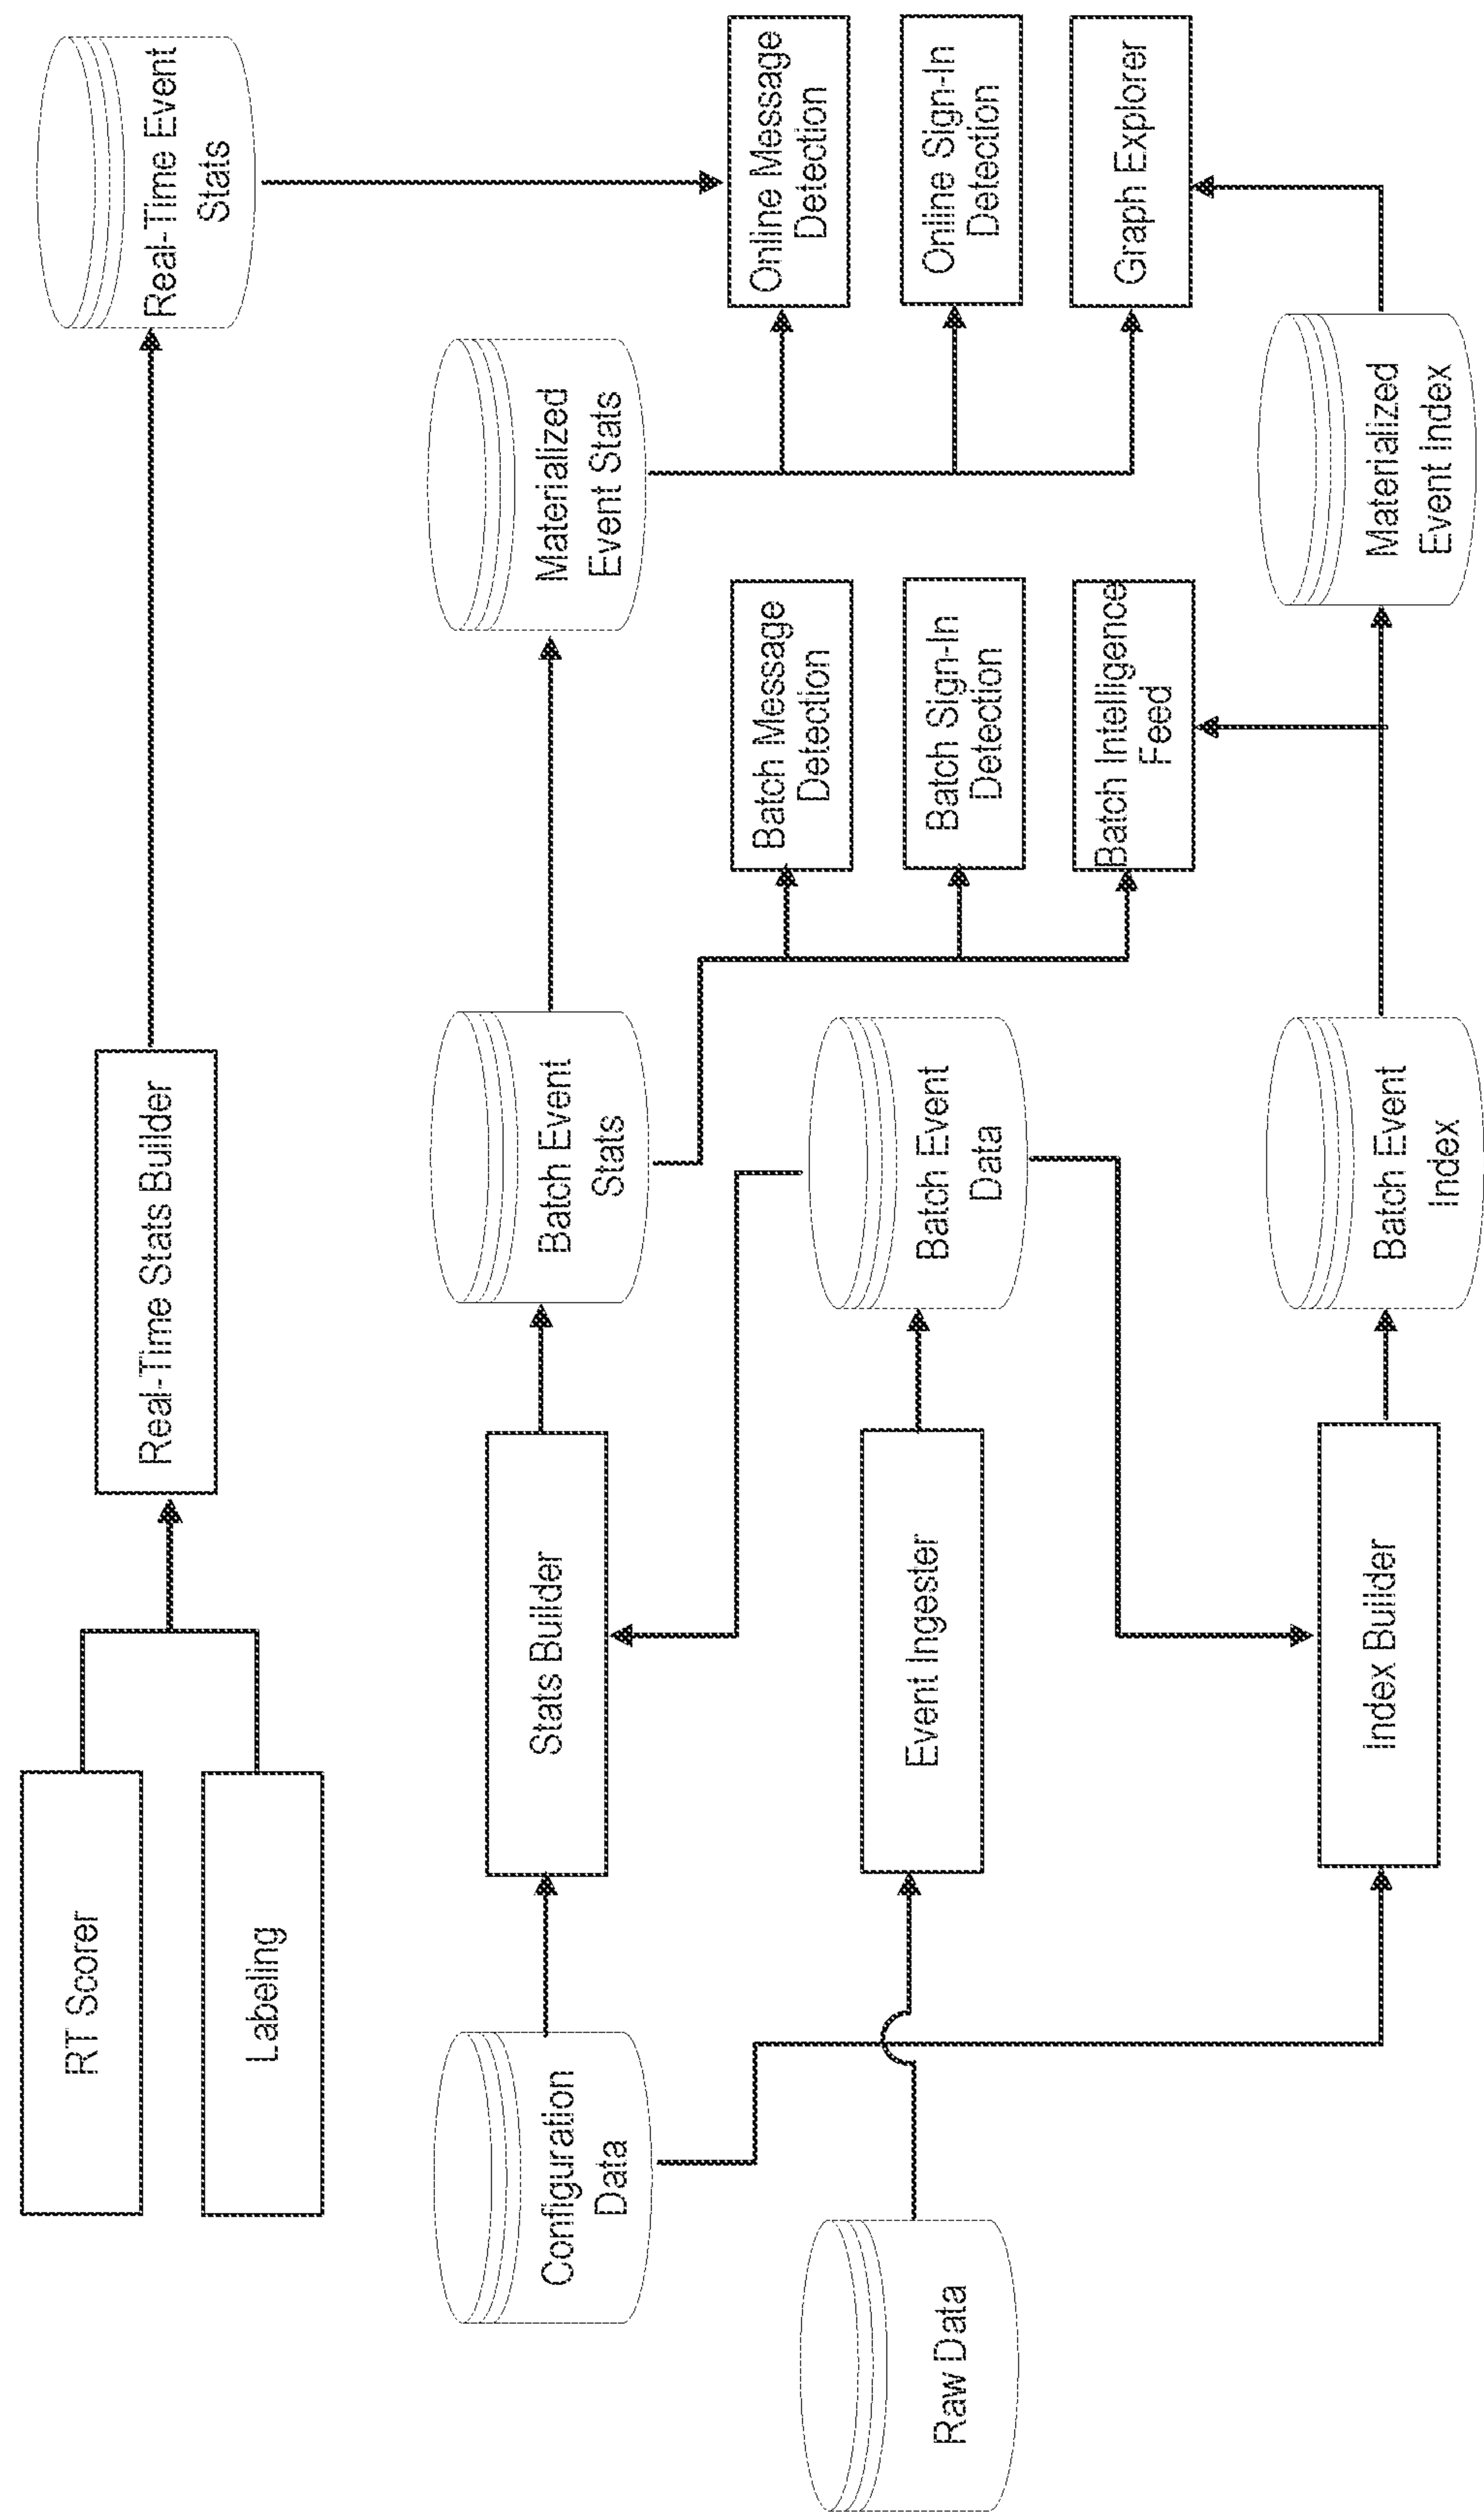 RT Scorer
Labeling
Real-Time Stats Builder
Real-Time Event
Stats
Configuration
Data
Stats Builder
Batch Event
Stats
Materialized
Event Stats
Batch Message
Detection
Online Message
Detection
Raw Data
Event Ingester
Batch Event
Data
Batch Sign-In
Detection
Online Sign-In
Detection
Batch Intelligence
Feed
Graph Explorer
Index Builder
Batch Event
Index
Materialized
Event Index